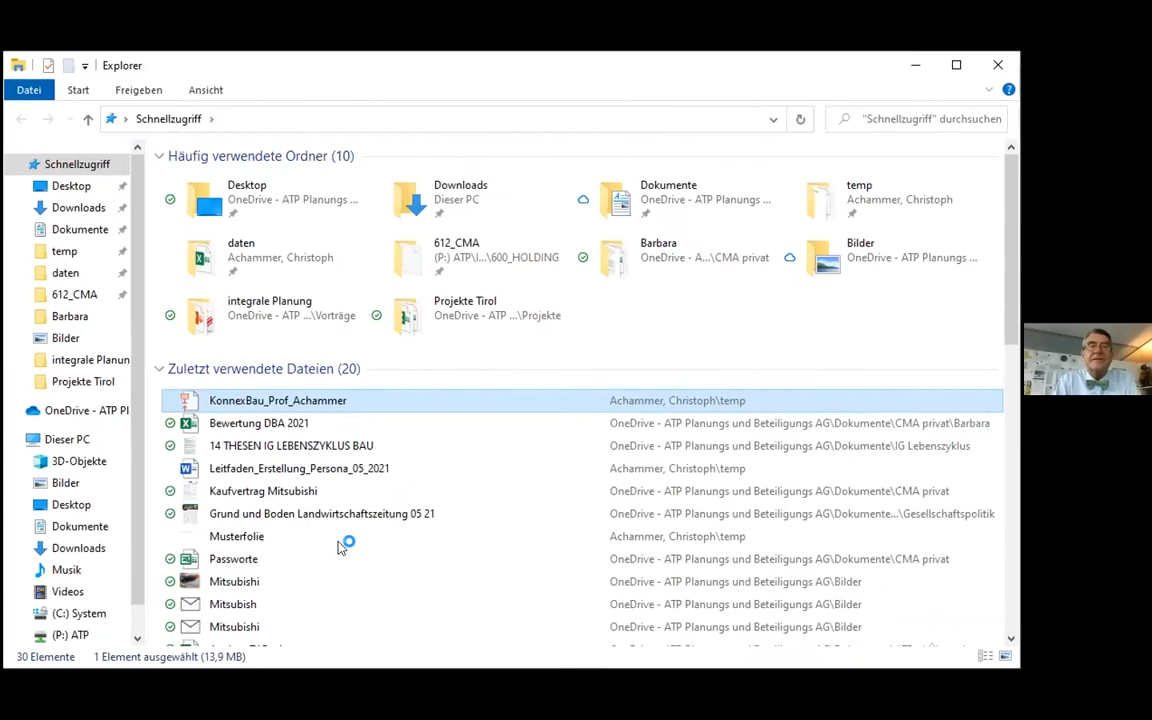 Explorer
Datei Start Freigeben Ansicht
Schnellzugriff
"Schnellzugriff" durchsuchen
Schnellzugriff
Desktop
Downloads
Dokumente
temp
daten
612_CMA
Barbara
Bilder
integrale Planun
Projekte Tirol
OneDrive - ATP Pl
Dieser PC
3D-Objekte
Bilder
Desktop
Dokumente
Downloads
Musik
Videos
(C:) System
(P:) ATP
Häufig verwendete Ordner (10)
Desktop
OneDrive - ATP Planungs ...
Downloads
Dieser PC
Dokumente
OneDrive - ATP Planungs ...
temp
Achammer, Christoph
daten
Achammer, Christoph
612_CMA
(P:) ATP\I...\600_HOLDING
Barbara
OneDrive - A...\CMA privat
Bilder
OneDrive - ATP Planungs ...
integrale Planung
OneDrive - ATP ...\Vorträge
Projekte Tirol
OneDrive - ATP ...\Projekte
Zuletzt verwendete Dateien (20)
KonnexBau_Prof_Achammer Achammer, Christoph\temp
Bewertung DBA 2021 OneDrive - ATP Planungs und Beteiligungs AG\Dokumente\CMA privat\Barbara
14 THESEN IG LEBENSZYKLUS BAU OneDrive - ATP Planungs und Beteiligungs AG\Dokumente\IG Lebenszyklus
Leitfaden_Erstellung_Persona_05_2021 Achammer, Christoph\temp
Kaufvertrag Mitsubishi OneDrive - ATP Planungs und Beteiligungs AG\Dokumente\CMA privat
Grund und Boden Landwirtschaftszeitung 05 21 OneDrive - ATP Planungs und Beteiligungs AG\Dokumente...\Gesellschaftspolitik
Musterfolie Achammer, Christoph\temp
Passworte OneDrive - ATP Planungs und Beteiligungs AG\Dokumente\CMA privat
Mitsubishi OneDrive - ATP Planungs und Beteiligungs AG\Bilder
Mitsubish OneDrive - ATP Planungs und Beteiligungs AG\Bilder
Mitsubishi OneDrive - ATP Planungs und Beteiligungs AG\Bilder
30 Elemente 1 Element ausgewählt (13,9 MB)